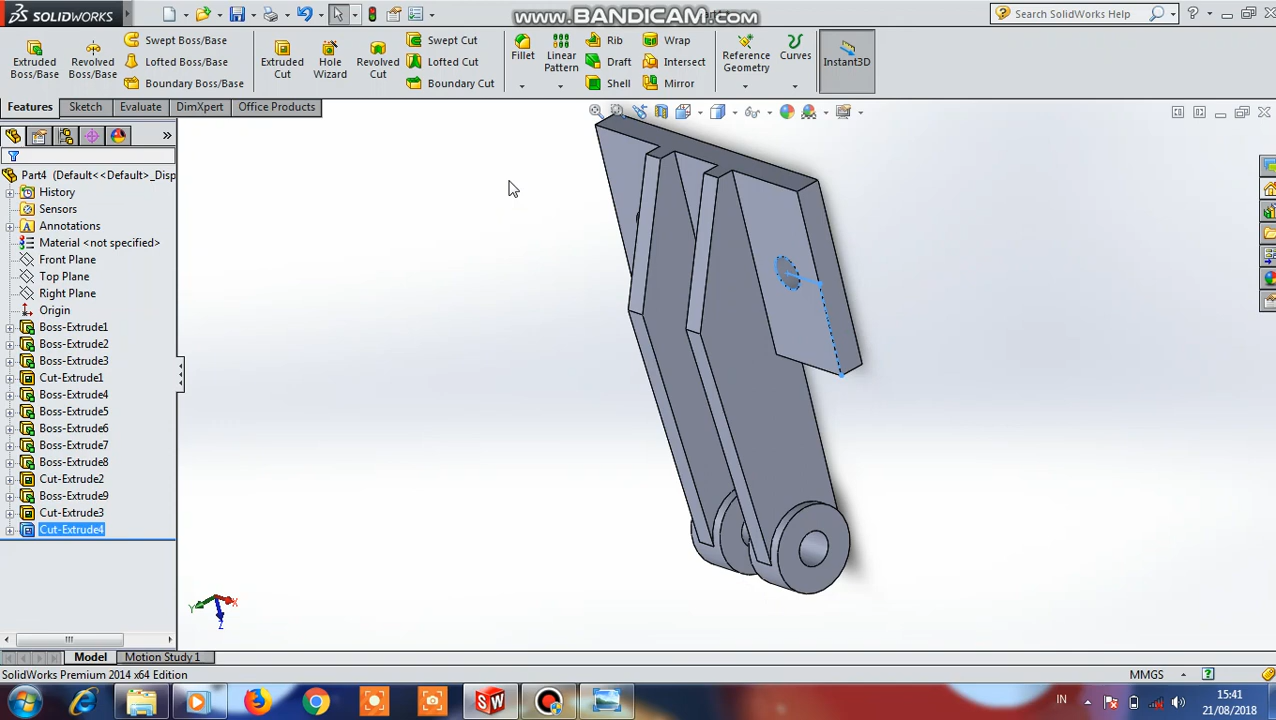 SOLIDWORKS
www.BANDICAM.com
Search SolidWorks Help
Extruded Boss/Base
Revolved Boss/Base
Swept Boss/Base
Lofted Boss/Base
Boundary Boss/Base
Extruded Cut
Hole Wizard
Revolved Cut
Swept Cut
Lofted Cut
Boundary Cut
Fillet
Linear Pattern
Rib
Draft
Shell
Wrap
Intersect
Mirror
Reference Geometry
Curves
Instant3D
Features
Sketch
Evaluate
DimXpert
Office Products
Part4 (Default<<Default>_Disp
History
Sensors
Annotations
Material <not specified>
Front Plane
Top Plane
Right Plane
Origin
Boss-Extrude1
Boss-Extrude2
Boss-Extrude3
Cut-Extrude1
Boss-Extrude4
Boss-Extrude5
Boss-Extrude6
Boss-Extrude7
Boss-Extrude8
Cut-Extrude2
Boss-Extrude9
Cut-Extrude3
Cut-Extrude4
Y
X
Z
Model
Motion Study 1
SolidWorks Premium 2014 x64 Edition
MMGS
IN
15:41
21/08/2018